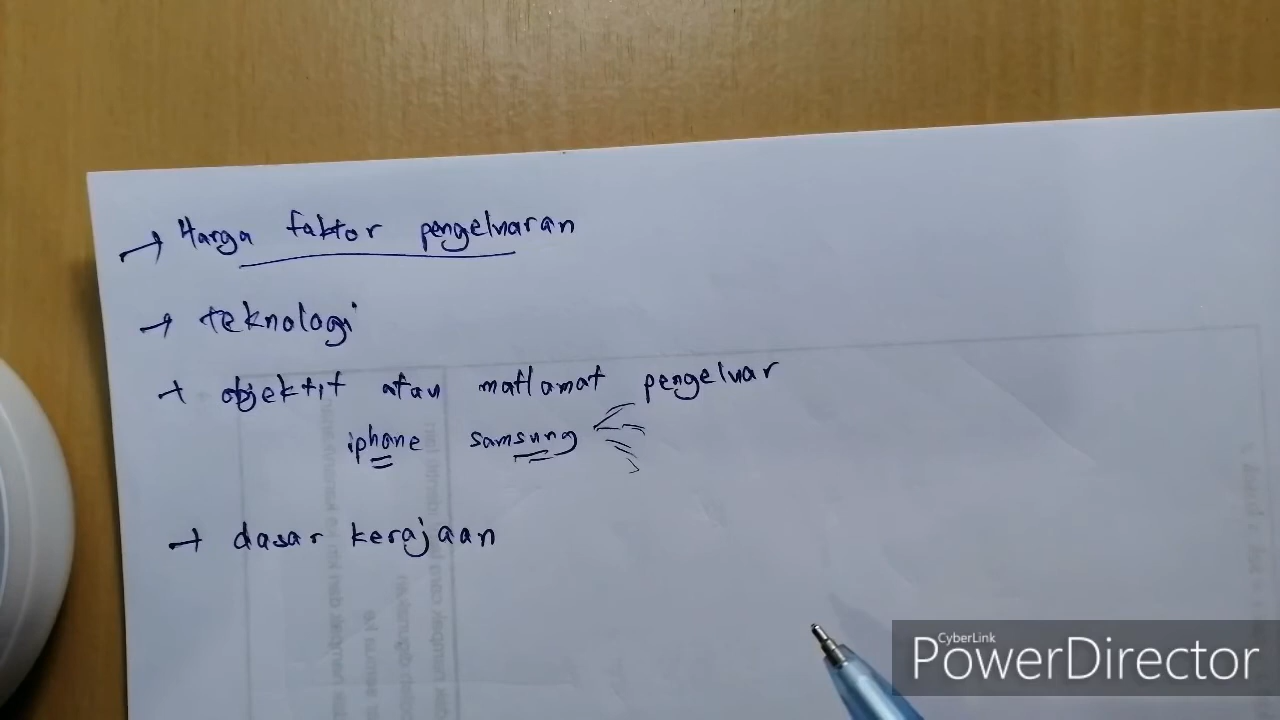 → Harga faktor pengeluaran
→ teknologi
→ objektif atau matlamat pengeluar
iphone samsung
→ dasar kerajaan
CyberLink
PowerDirector